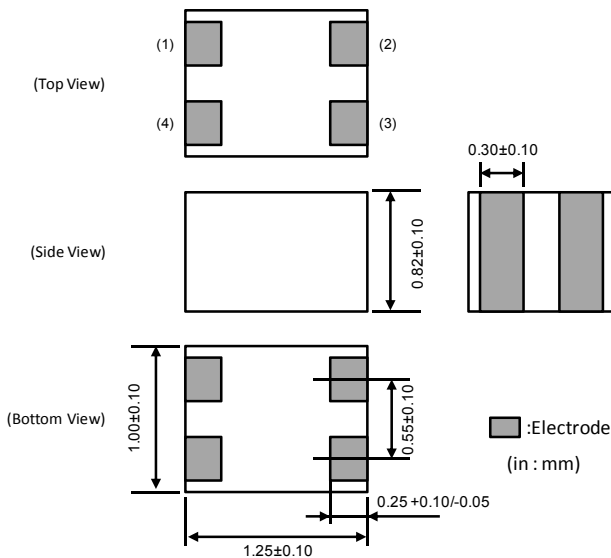 (1)
(2)
(Top View)
(4)
(3)
0.30±0.10
(Side View)
0.82±0.10
(Bottom View)
1.00±0.10
0.55±0.10
:Electrode
(in : mm)
0.25 +0.10/-0.05
1.25±0.10